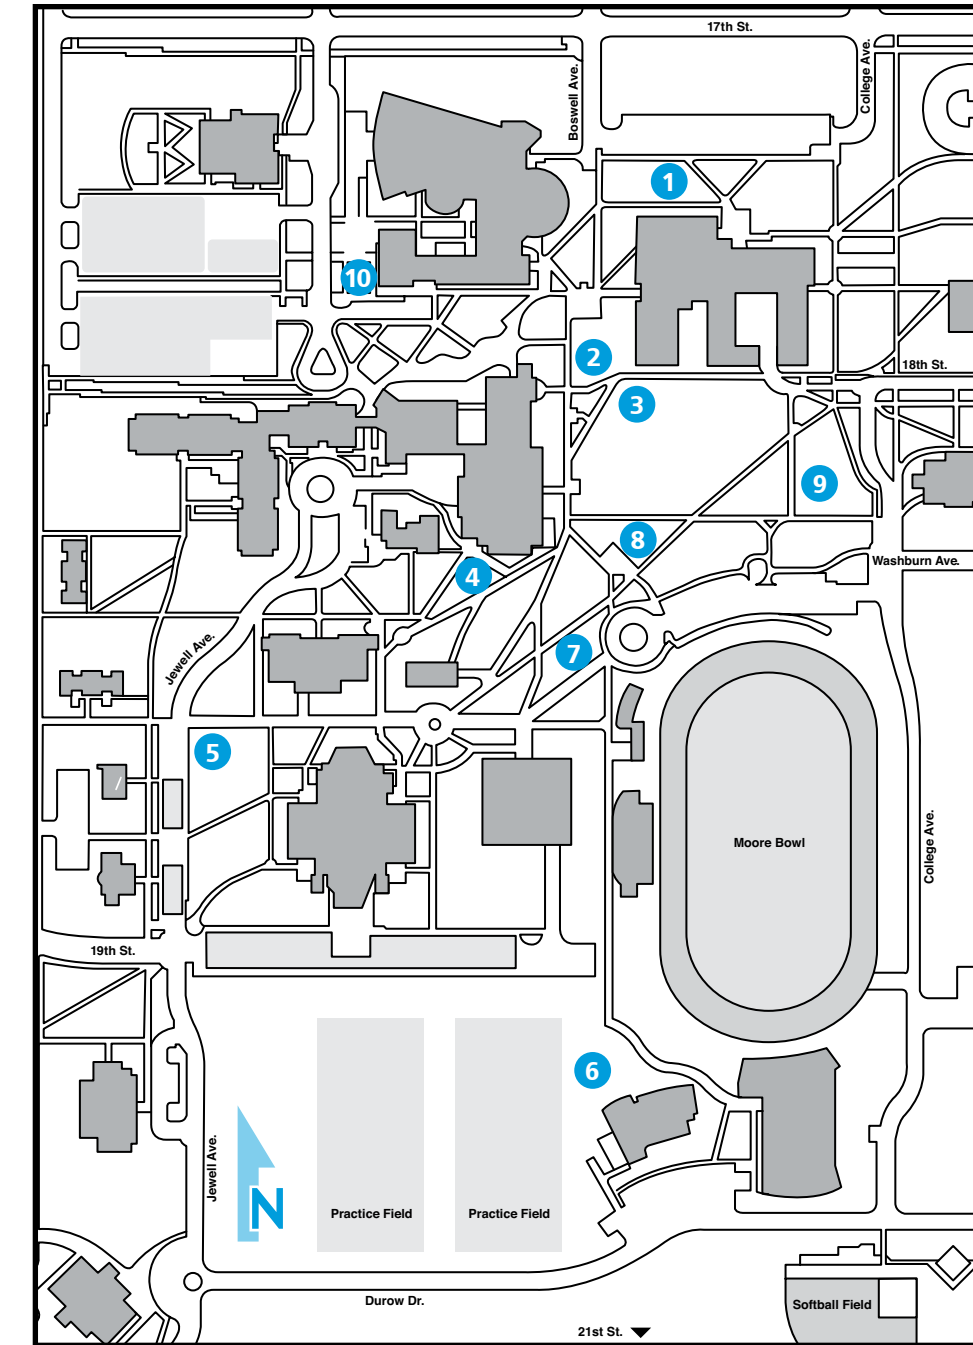 17th St.
Boswell Ave.
College Ave.
1
10
2
18th St.
3
9
8
Washburn Ave.
4
Jewell Ave.
7
5
Moore Bowl
College Ave.
19th St.
6
Jewell Ave.
N
Practice Field
Practice Field
Durow Dr.
Softball Field
21st St.